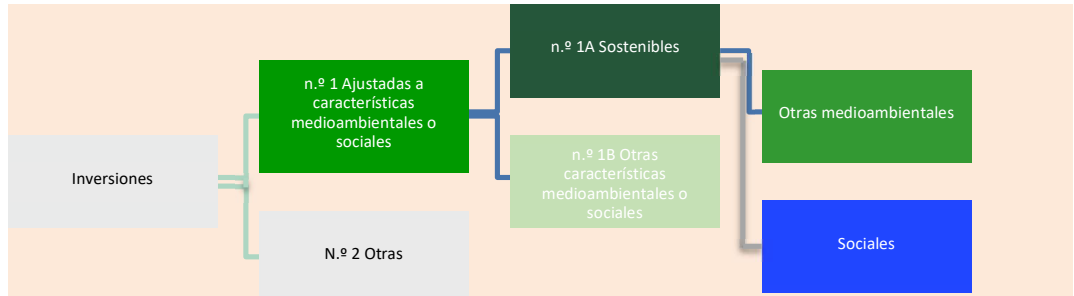 Inversiones
n.º 1 Ajustadas a
características
medioambientales o
sociales
N.º 2 Otras
n.º 1A Sostenibles
n.º 1B Otras
características
medioambientales o
sociales
Otras medioambientales
Sociales